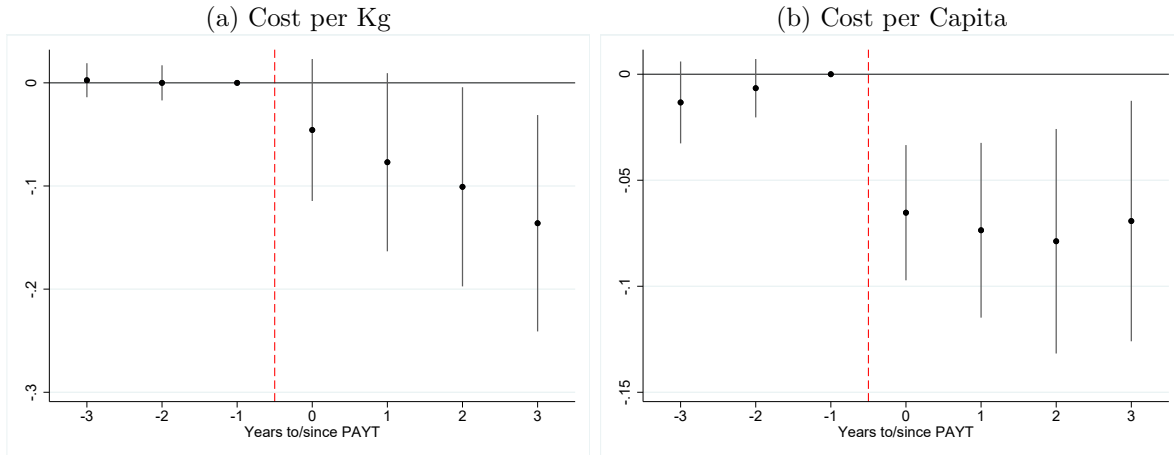 (a) Cost per Kg
0
-.1
-.2
-.3
-3 -2 -1 0 1 2 3
Years to/since PAYT
(b) Cost per Capita
0
-.05
-.1
-.15
-3 -2 -1 0 1 2 3
Years to/since PAYT